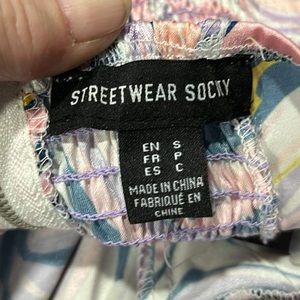 STREETWEAR SOCIETY
EN S
FR P
ES C
MADE IN CHINA
FABRIQUÉ EN
CHINE